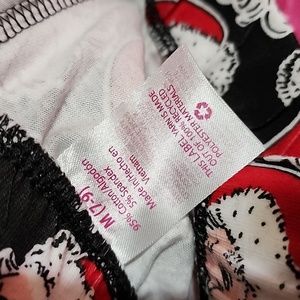 THIS LABEL YARN IS MADE
OUT OF 100% RECYCLED
POLYESTER MATERIALS
M (7-9)
95% Cotton/Algodón
5% Spandex
Made in/Hecho en
Vietnam